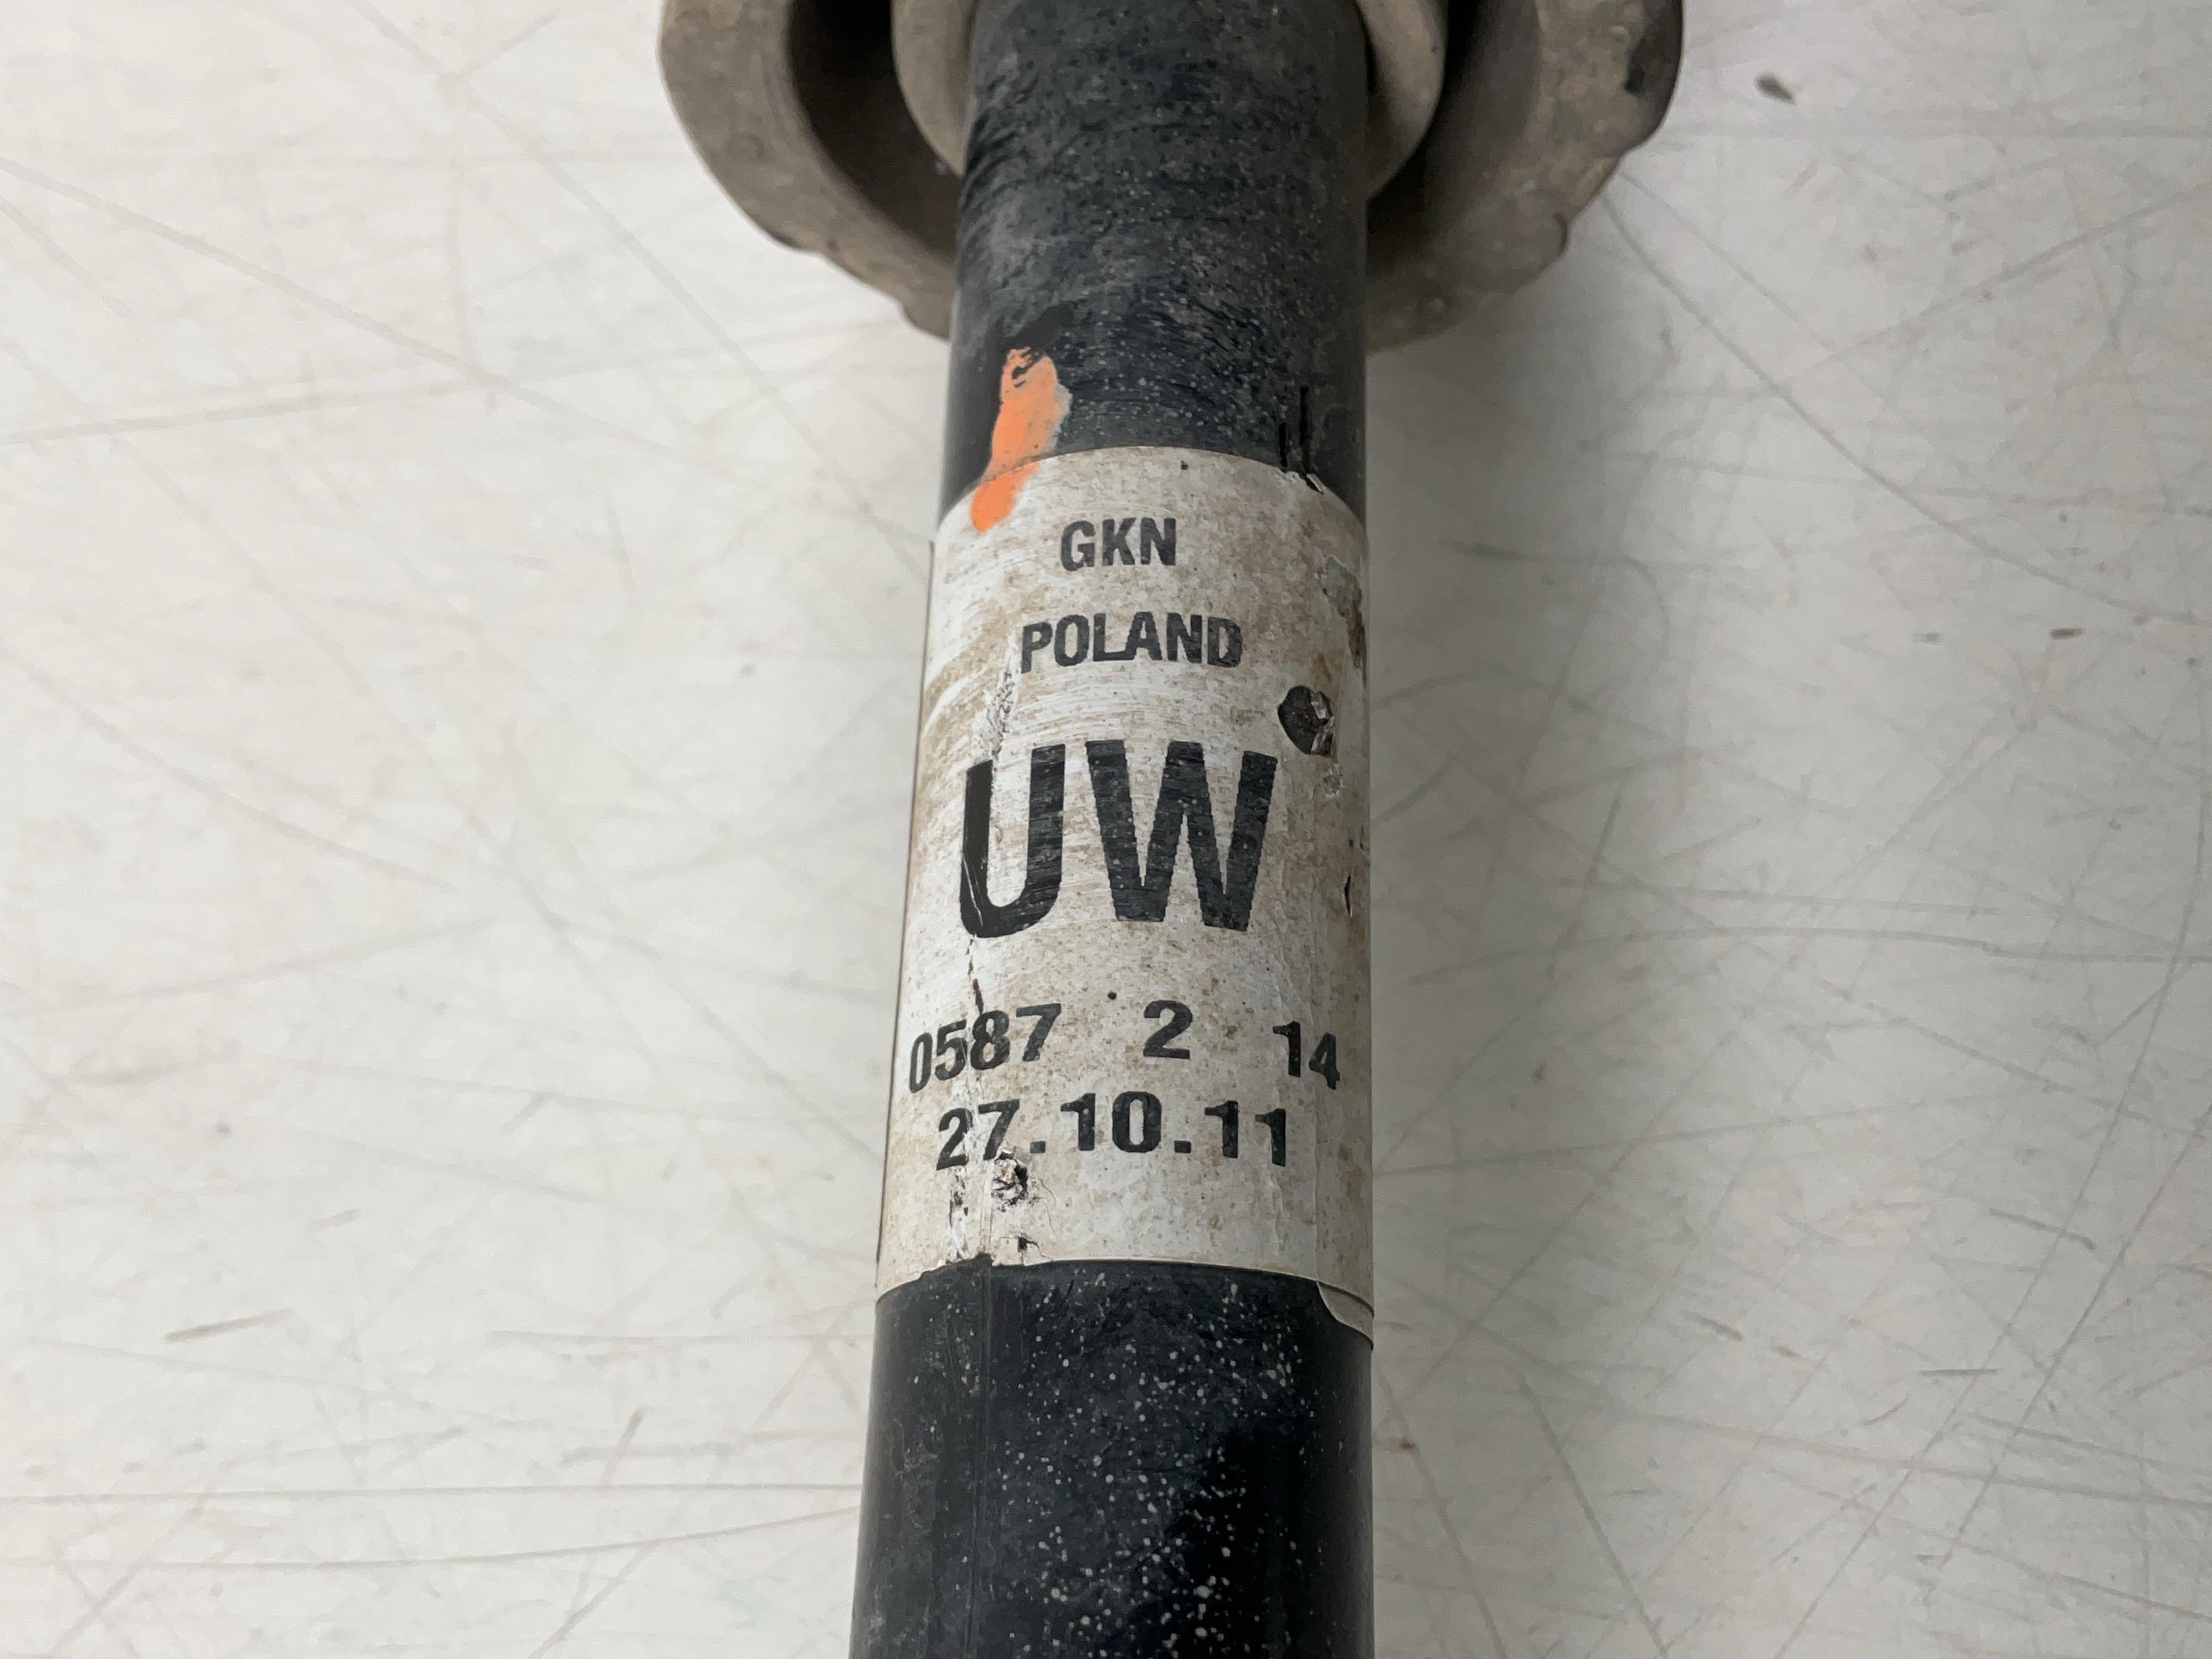 GKN
POLAND
UW
0587 2 14
27.10.11